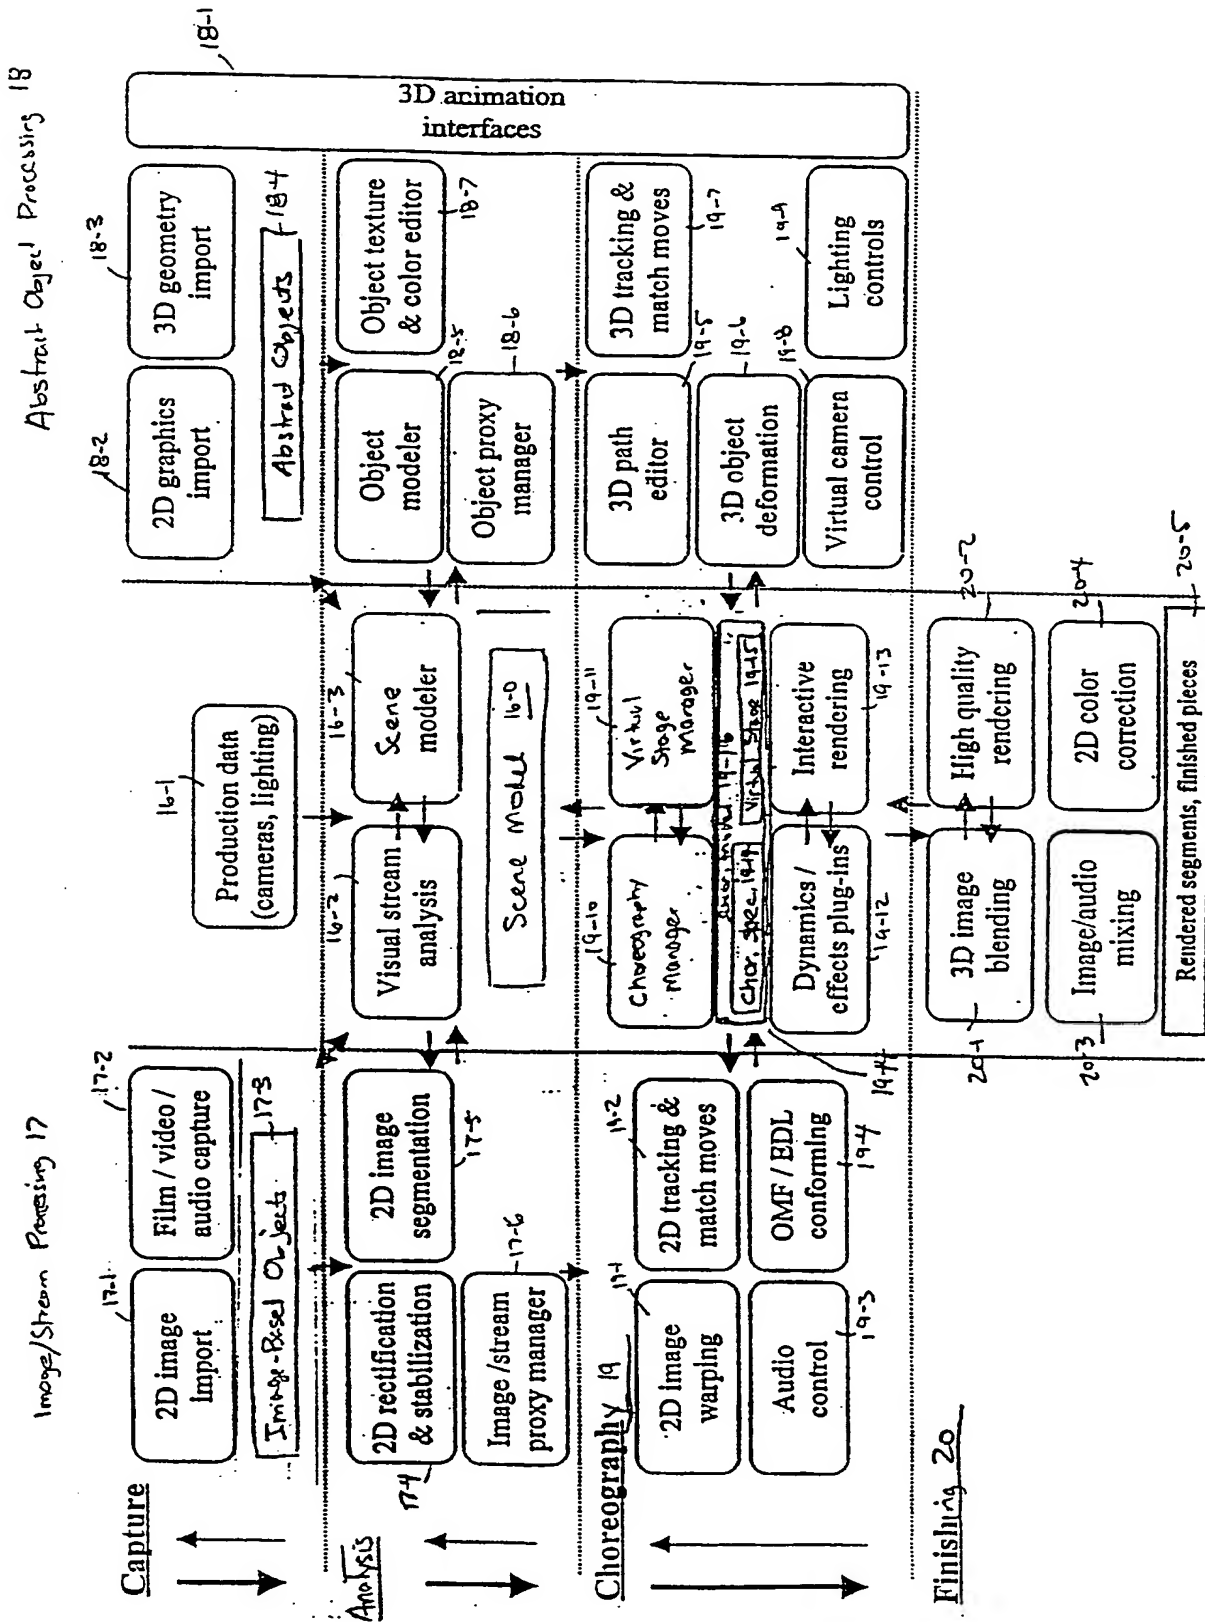 Image/Stream Processing 17
Abstract Object Processing 18
Capture
17-1
2D image
import
17-2
Film / video /
audio capture
Image-Based Objects
17-3
16-1
Production data
(cameras, lighting)
18-2
2D graphics
import
18-3
3D geometry
import
Abstract Objects
18-4
3D animation
interfaces
18-1
Analysis
2D rectification
& stabilization
17-4
2D image
segmentation
17-5
Image / stream
proxy manager
17-6
16-2
Visual stream
analysis
16-3
Scene
modeler
Scene Model 16-0
Object
modeler
18-5
Object texture
& color editor
18-7
Object proxy
manager
18-6
Choreography 19
19-1
2D image
warping
19-2
2D tracking &
match moves
Audio
control
19-3
OMF / EDL
conforming
19-4
19-10
Choreography
Manager
19-11
Virtual
Stage
Manager
19-16
Chor. Spec. 19-14
Virtual Stage 19-15
Dynamics /
effects plug-ins
19-12
Interactive
rendering
19-13
3D path
editor
19-5
3D tracking &
match moves
19-7
3D object
deformation
19-6
Virtual camera
control
19-8
Lighting
controls
19-9
Finishing 20
3D image
blending
20-1
High quality
rendering
20-2
Image/audio
mixing
20-3
2D color
correction
20-4
Rendered segments, finished pieces
20-5